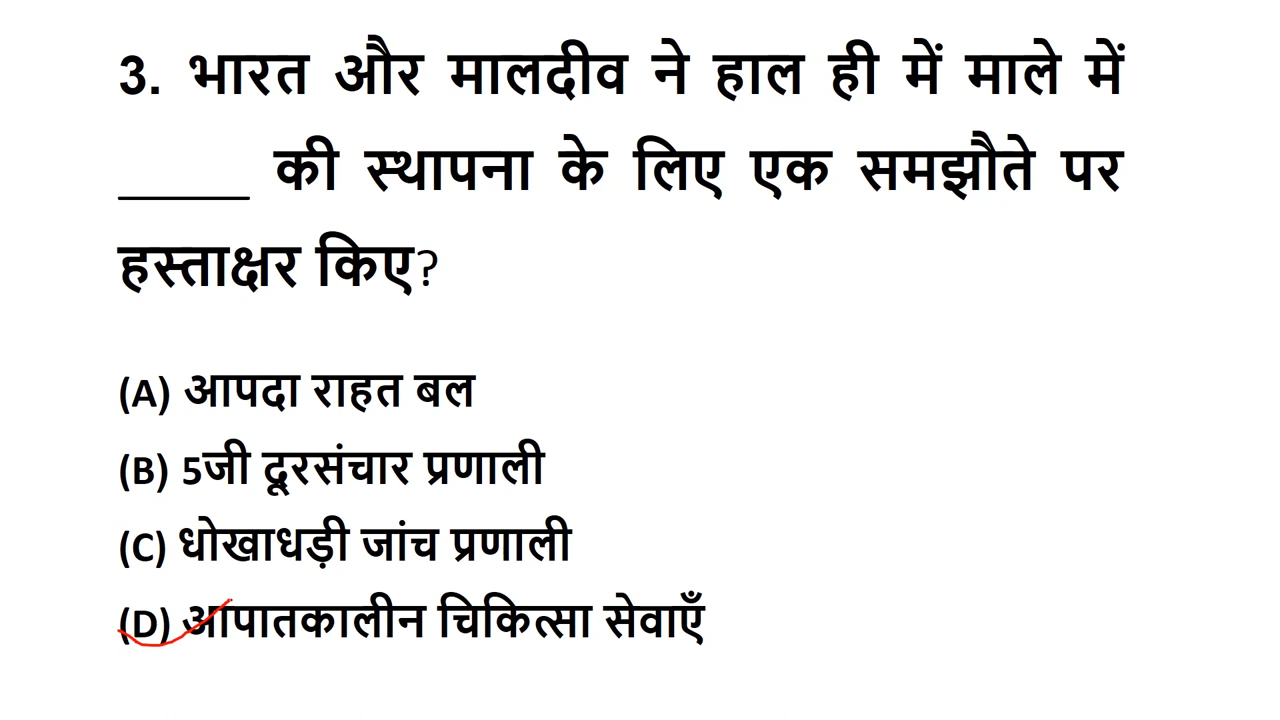 3. भारत और मालदीव ने हाल ही में माले में
_____ की स्थापना के लिए एक समझौते पर
हस्ताक्षर किए?
(A) आपदा राहत बल
(B) 5जी दूरसंचार प्रणाली
(C) धोखाधड़ी जांच प्रणाली
(D) आपातकालीन चिकित्सा सेवाएँ